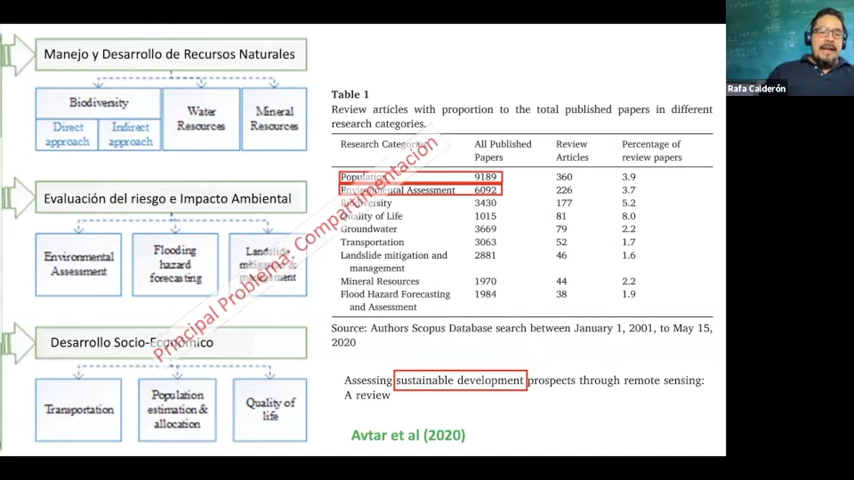 Manejo y Desarrollo de Recursos Naturales
Biodivenity
Direct
approach
Indirect
approach
Water
Resources
Mineral
Resources
Evaluación del riesgo e Impacto Ambiental
Environmental
Assessment
Flooding
hazard
forecasting
Landslide
mitigation &
management
Desarrollo Socio-Económico
Transportation
Population
estimation &
allocation
Quality of
life
Principal Problema: Compartimentación
Table 1
Review articles with proportion to the total published papers in different
research categories.
Research Category All Published Papers Review Articles Percentage of review papers
Population 9189 360 3.9
Environmental Assessment 6092 226 3.7
Biodiversity 3430 177 5.2
Quality of Life 1015 81 8.0
Groundwater 3669 79 2.2
Transportation 3063 52 1.7
Landslide mitigation and 2881 46 1.6
management
Mineral Resources 1970 44 2.2
Flood Hazard Forecasting 1984 38 1.9
and Assessment
Source: Authors Scopus Database search between January 1, 2001, to May 15,
2020
Assessing sustainable development prospects through remote sensing:
A review
Avtar et al (2020)
Rafa Calderón